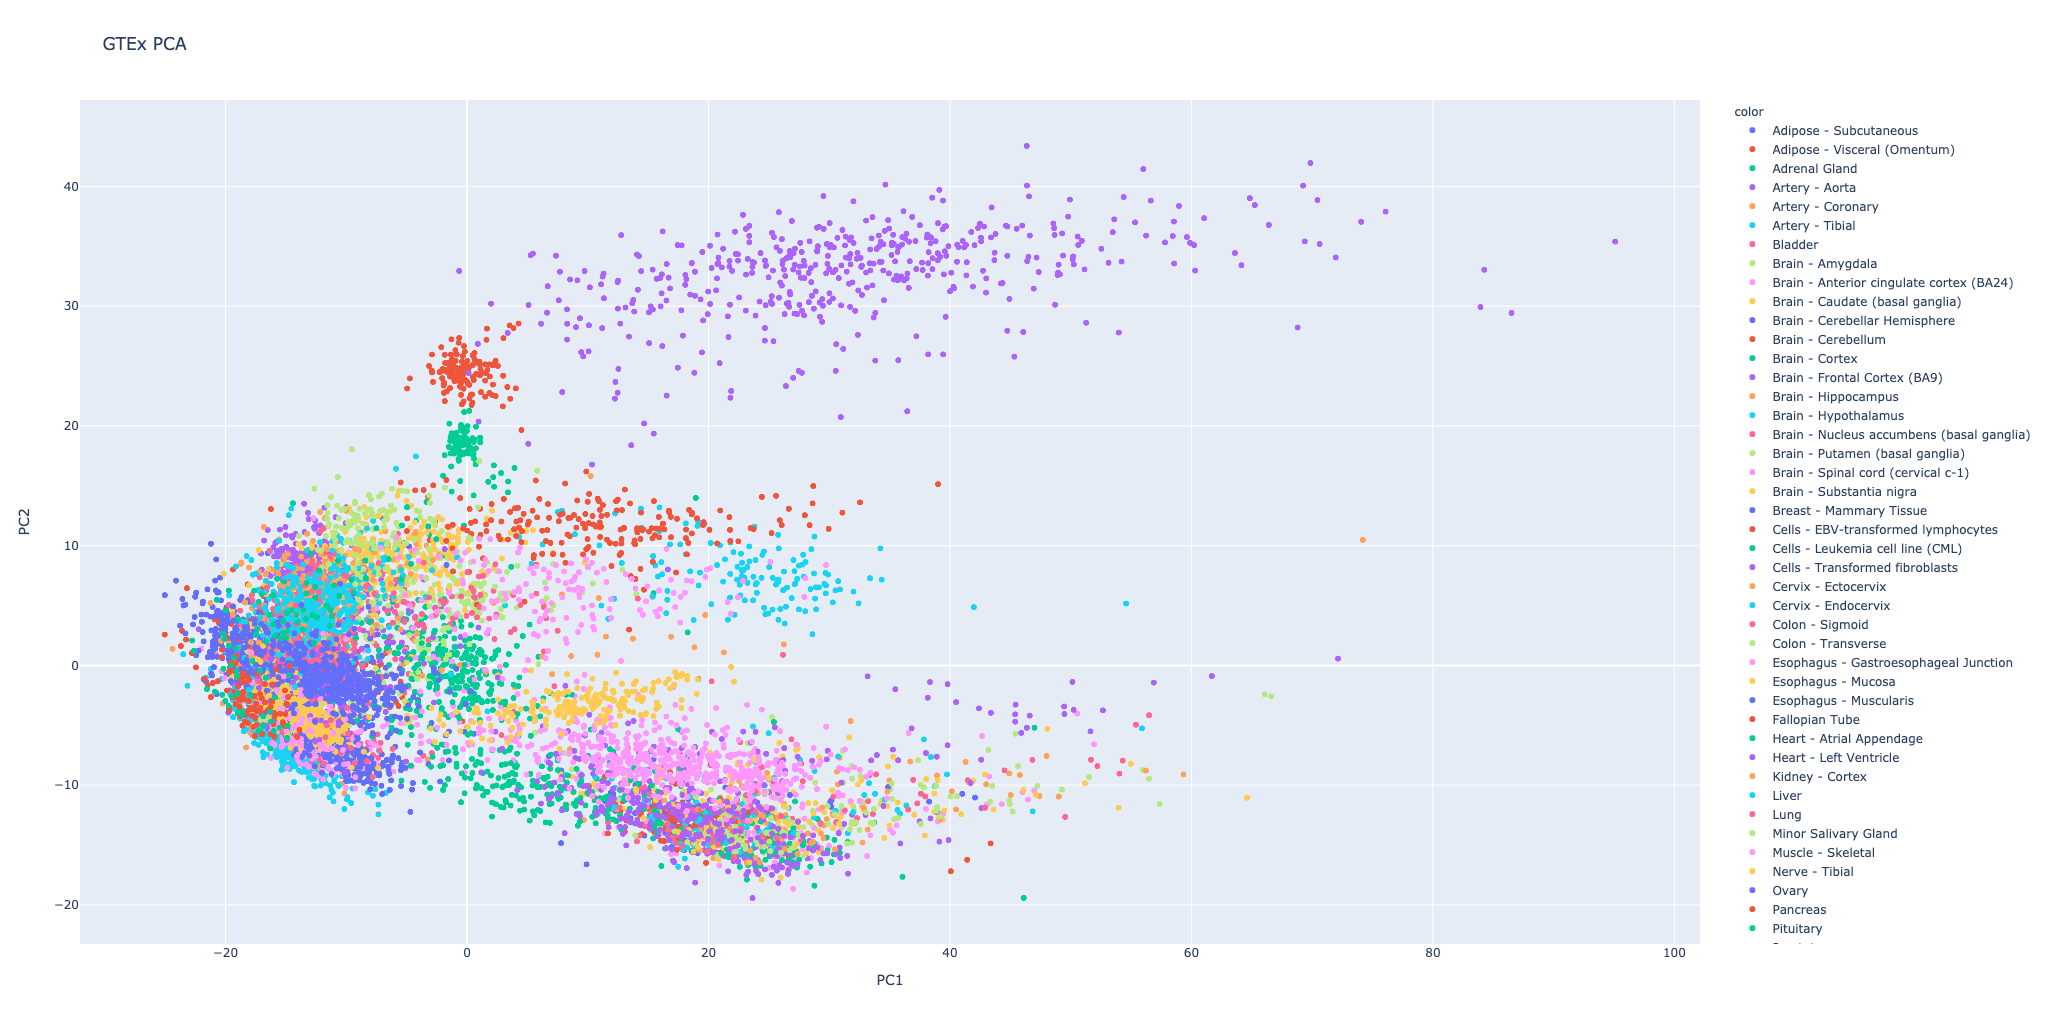 GTEx PCA
40
30
20
10
0
−10
−20
PC2
−20
0
20
40
60
80
100
PC1
color
Adipose - Subcutaneous
Adipose - Visceral (Omentum)
Adrenal Gland
Artery - Aorta
Artery - Coronary
Artery - Tibial
Bladder
Brain - Amygdala
Brain - Anterior cingulate cortex (BA24)
Brain - Caudate (basal ganglia)
Brain - Cerebellar Hemisphere
Brain - Cerebellum
Brain - Cortex
Brain - Frontal Cortex (BA9)
Brain - Hippocampus
Brain - Hypothalamus
Brain - Nucleus accumbens (basal ganglia)
Brain - Putamen (basal ganglia)
Brain - Spinal cord (cervical c-1)
Brain - Substantia nigra
Breast - Mammary Tissue
Cells - EBV-transformed lymphocytes
Cells - Leukemia cell line (CML)
Cells - Transformed fibroblasts
Cervix - Ectocervix
Cervix - Endocervix
Colon - Sigmoid
Colon - Transverse
Esophagus - Gastroesophageal Junction
Esophagus - Mucosa
Esophagus - Muscularis
Fallopian Tube
Heart - Atrial Appendage
Heart - Left Ventricle
Kidney - Cortex
Liver
Lung
Minor Salivary Gland
Muscle - Skeletal
Nerve - Tibial
Ovary
Pancreas
Pituitary